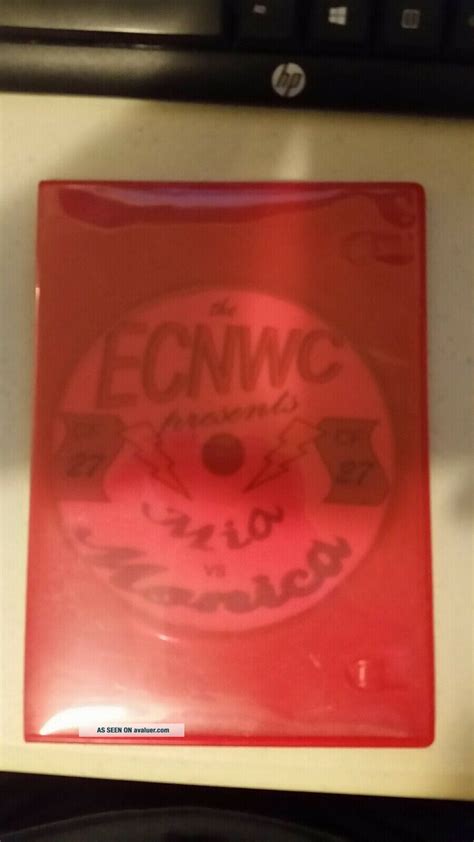 hp
the
ECNWC
presents
27
27
Mia
vs
Monica
AS SEEN ON avaluer.com